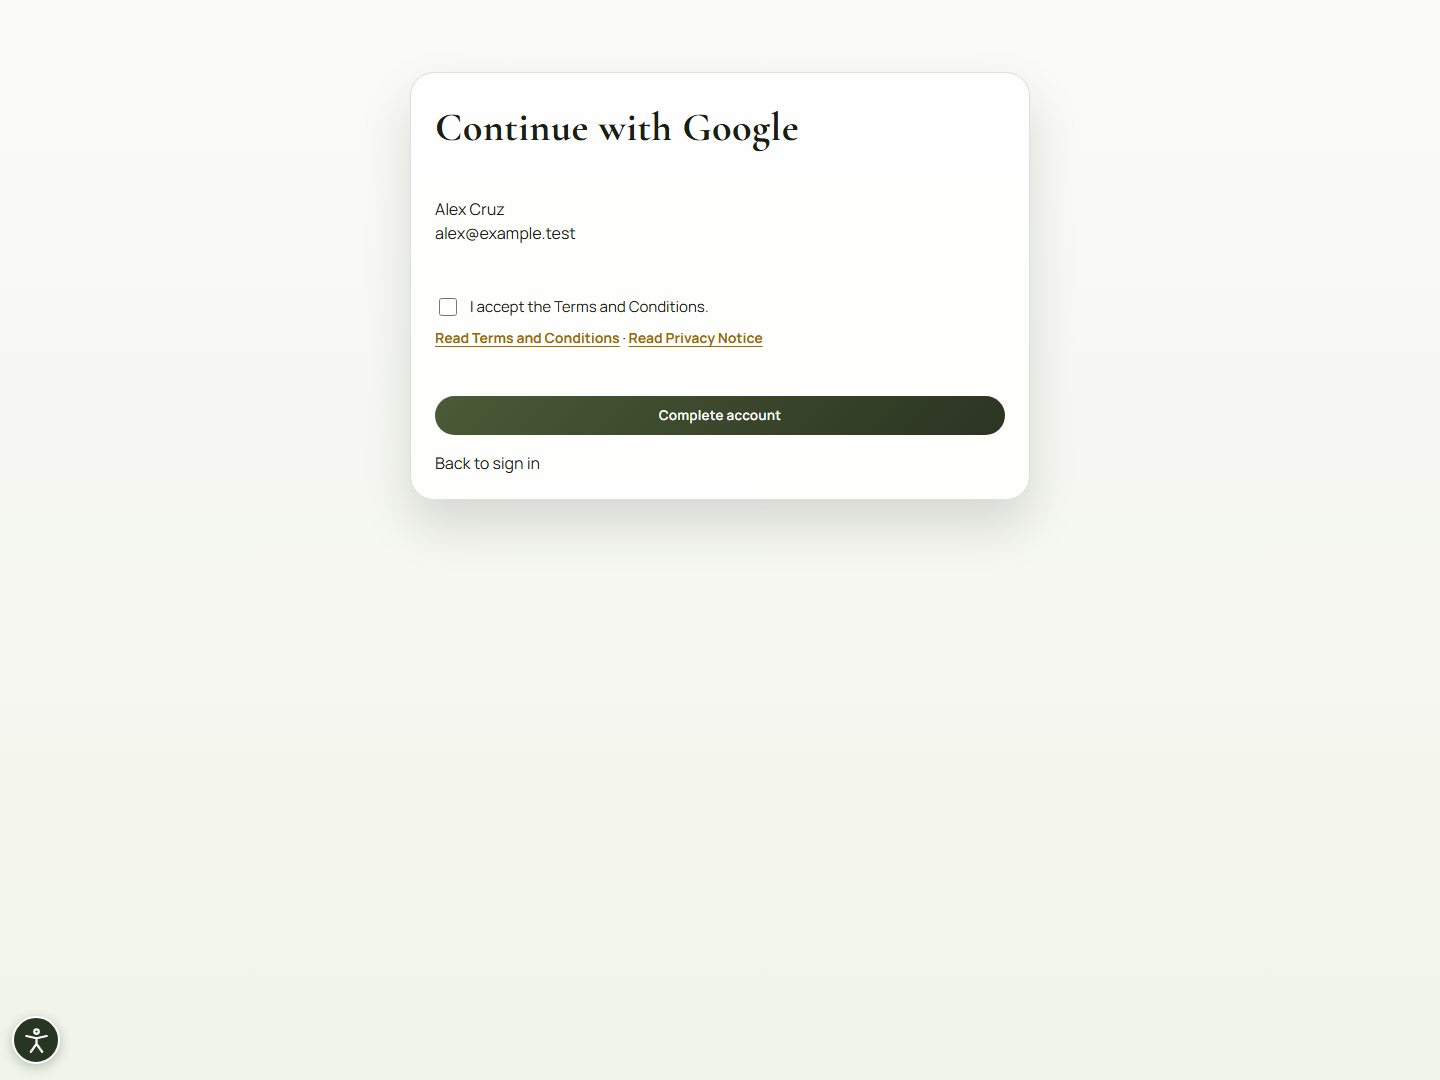 Continue with Google
Alex Cruz
alex@example.test
I accept the Terms and Conditions.
Read Terms and Conditions · Read Privacy Notice
Complete account
Back to sign in